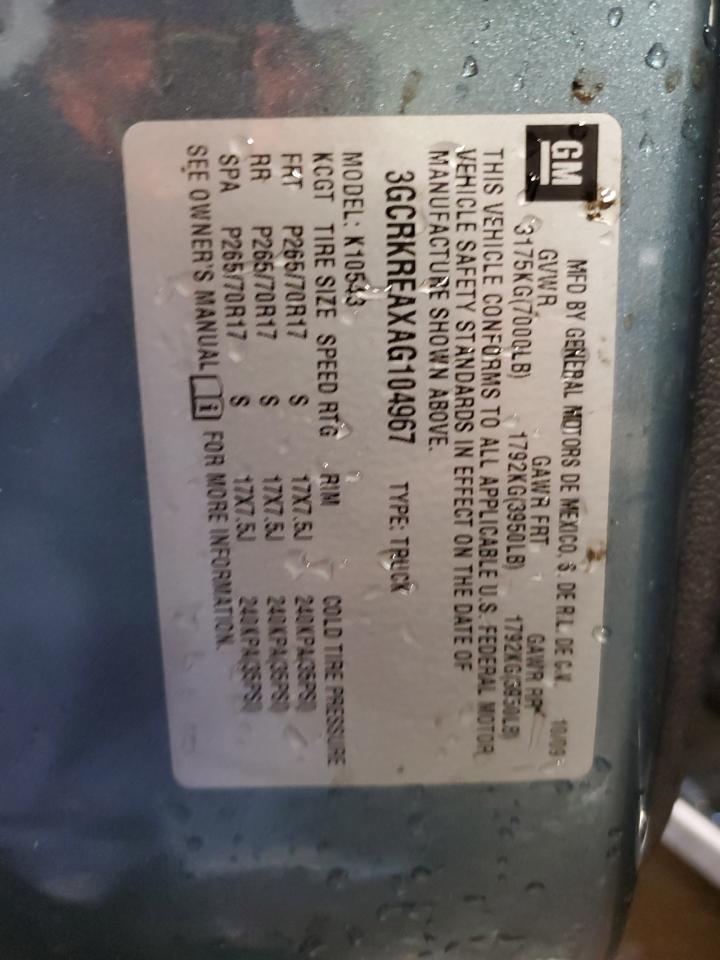 GM
MFD BY GENERAL MOTORS DE MEXICO, S. DE R.L. DE C.V. 10/09
GVWR GAWR FRT GAWR RR
3175KG(7000LB) 1792KG(3950LB) 1792KG(3950LB)
THIS VEHICLE CONFORMS TO ALL APPLICABLE U.S. FEDERAL MOTOR
VEHICLE SAFETY STANDARDS IN EFFECT ON THE DATE OF
MANUFACTURE SHOWN ABOVE.
3GCRKREAXAG104967 TYPE: TRUCK
MODEL: K10543
KCGT TIRE SIZE SPEED RTG RIM COLD TIRE PRESSURE
FRT P265/70R17 S 17X7.5J 240KPA(35PSI)
RR P265/70R17 S 17X7.5J 240KPA(35PSI)
SPA P265/70R17 S 17X7.5J 240KPA(35PSI)
SEE OWNER'S MANUAL i FOR MORE INFORMATION.